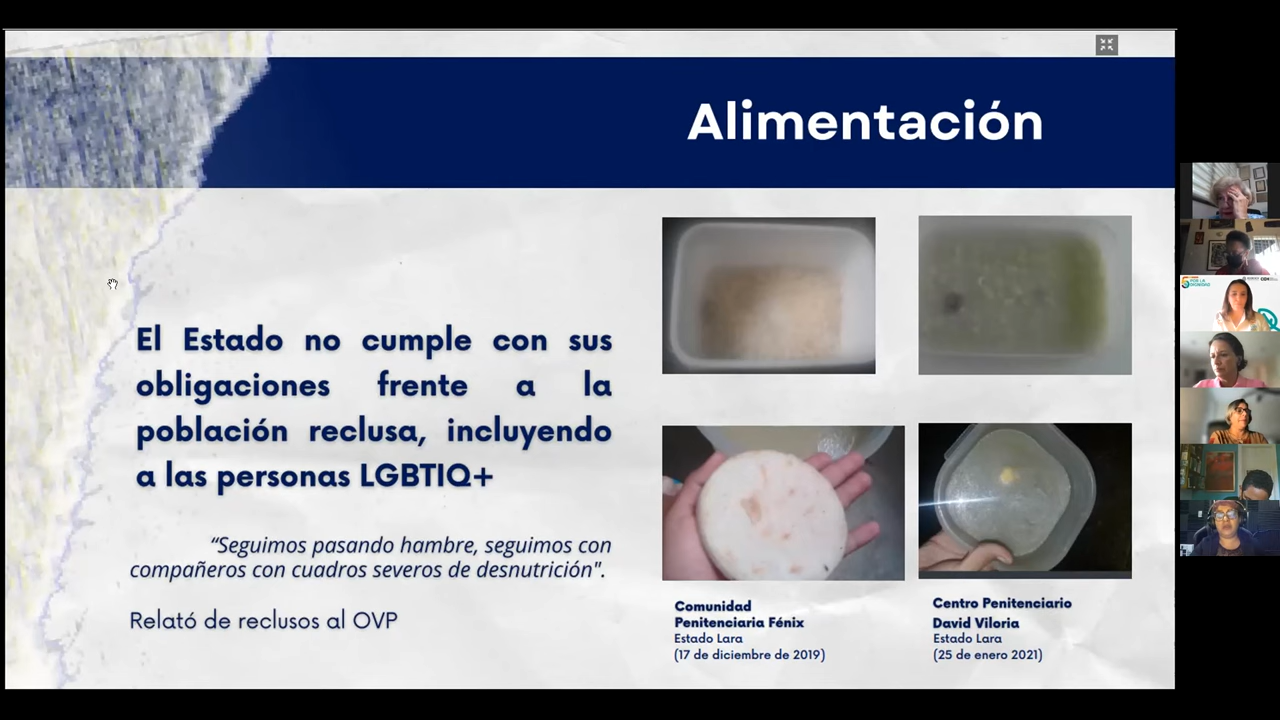 Alimentación
El Estado no cumple con sus
obligaciones frente a la
población reclusa, incluyendo
a las personas LGBTIQ+
“Seguimos pasando hambre, seguimos con
compañeros con cuadros severos de desnutrición".
Relató de reclusos al OVP
Comunidad
Penitenciaria Fénix
Estado Lara
(17 de diciembre de 2019)
Centro Penitenciario
David Viloria
Estado Lara
(25 de enero 2021)